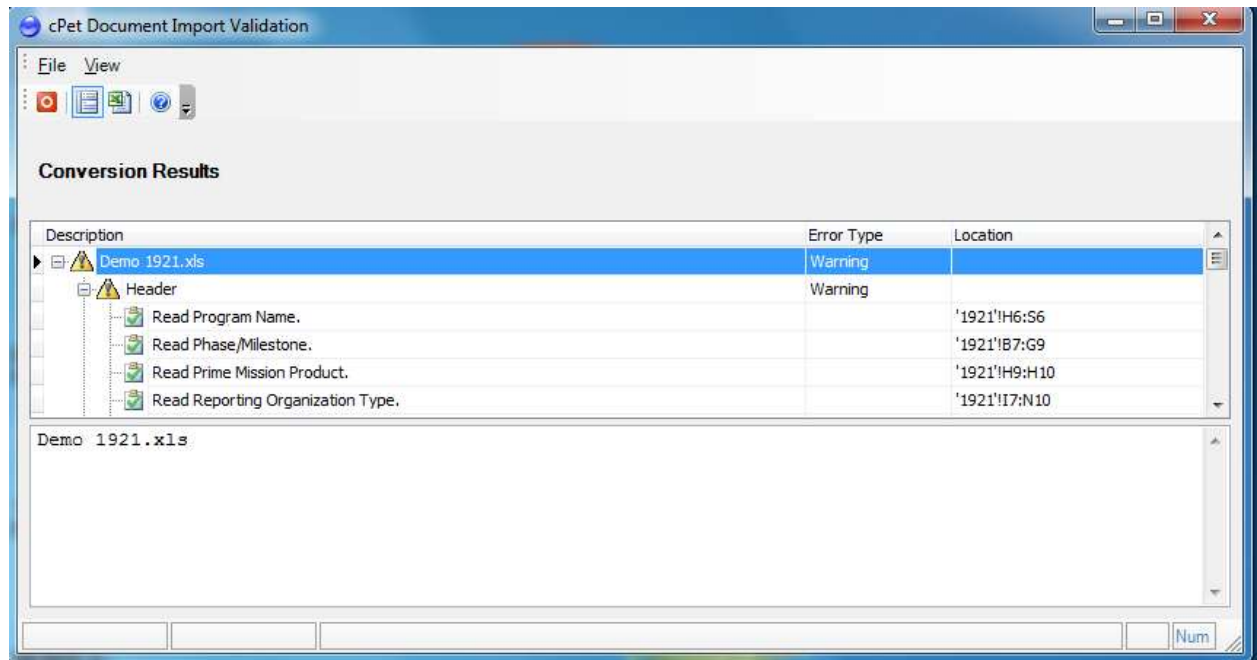 cPet Document Import Validation
File View
Conversion Results
Description Error Type Location
Demo 1921.xls Warning
Header Warning
Read Program Name. '1921'!H6:S6
Read Phase/Milestone. '1921'!B7:G9
Read Prime Mission Product. '1921'!H9:H10
Read Reporting Organization Type. '1921'!I7:N10
Demo 1921.xls
Num